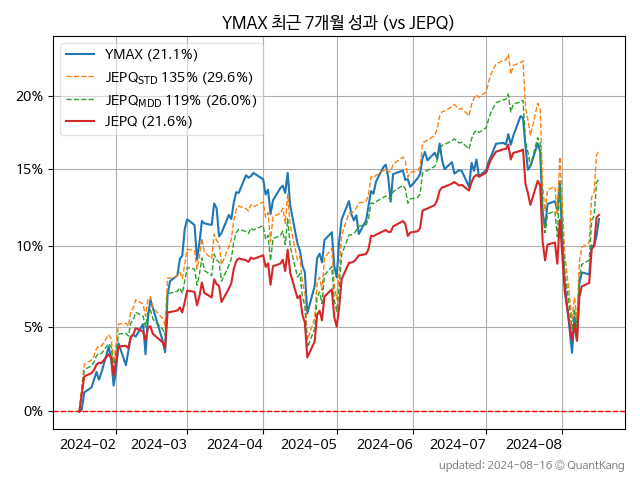 YMAX 최근 7개월 성과 (vs JEPQ)
YMAX (21.1%)
JEPQSTD 135% (29.6%)
JEPQMDD 119% (26.0%)
JEPQ (21.6%)
20%
15%
10%
5%
0%
2024-02 2024-03 2024-04 2024-05 2024-06 2024-07 2024-08
updated: 2024-08-16 © QuantKang